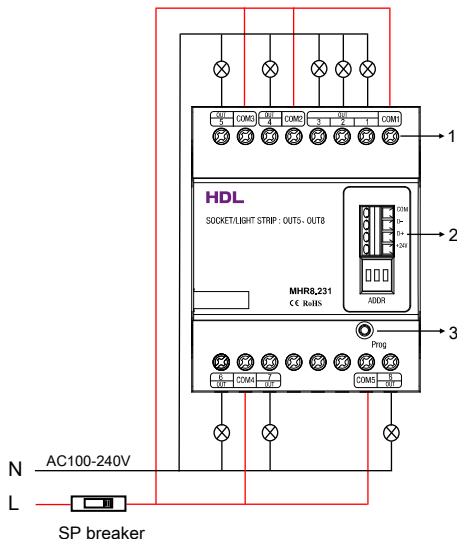 OUT OUT OUT
5 COM3 4 COM2 3 2 1 COM1
1
HDL
SOCKET/LIGHT STRIP : OUT5、OUT8
COM
D-
D+
+24V
2
ADDR
MHR8.231
CE RoHS
3
Prog
6 COM4 7 COM5 8
OUT OUT OUT
N AC100-240V
L
SP breaker